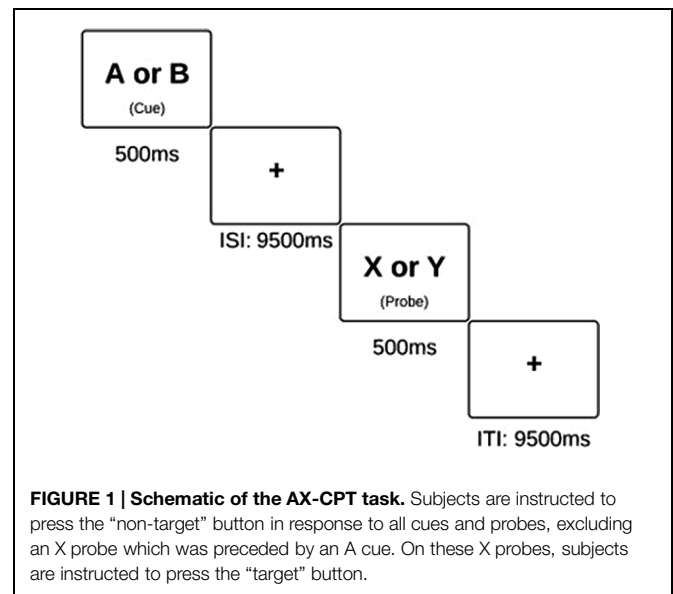 A or B
(Cue)
500ms
+
ISI: 9500ms
X or Y
(Probe)
500ms
+
ITI: 9500ms
FIGURE 1 | Schematic of the AX-CPT task. Subjects are instructed to
press the “non-target” button in response to all cues and probes, excluding
an X probe which was preceded by an A cue. On these X probes, subjects
are instructed to press the “target” button.